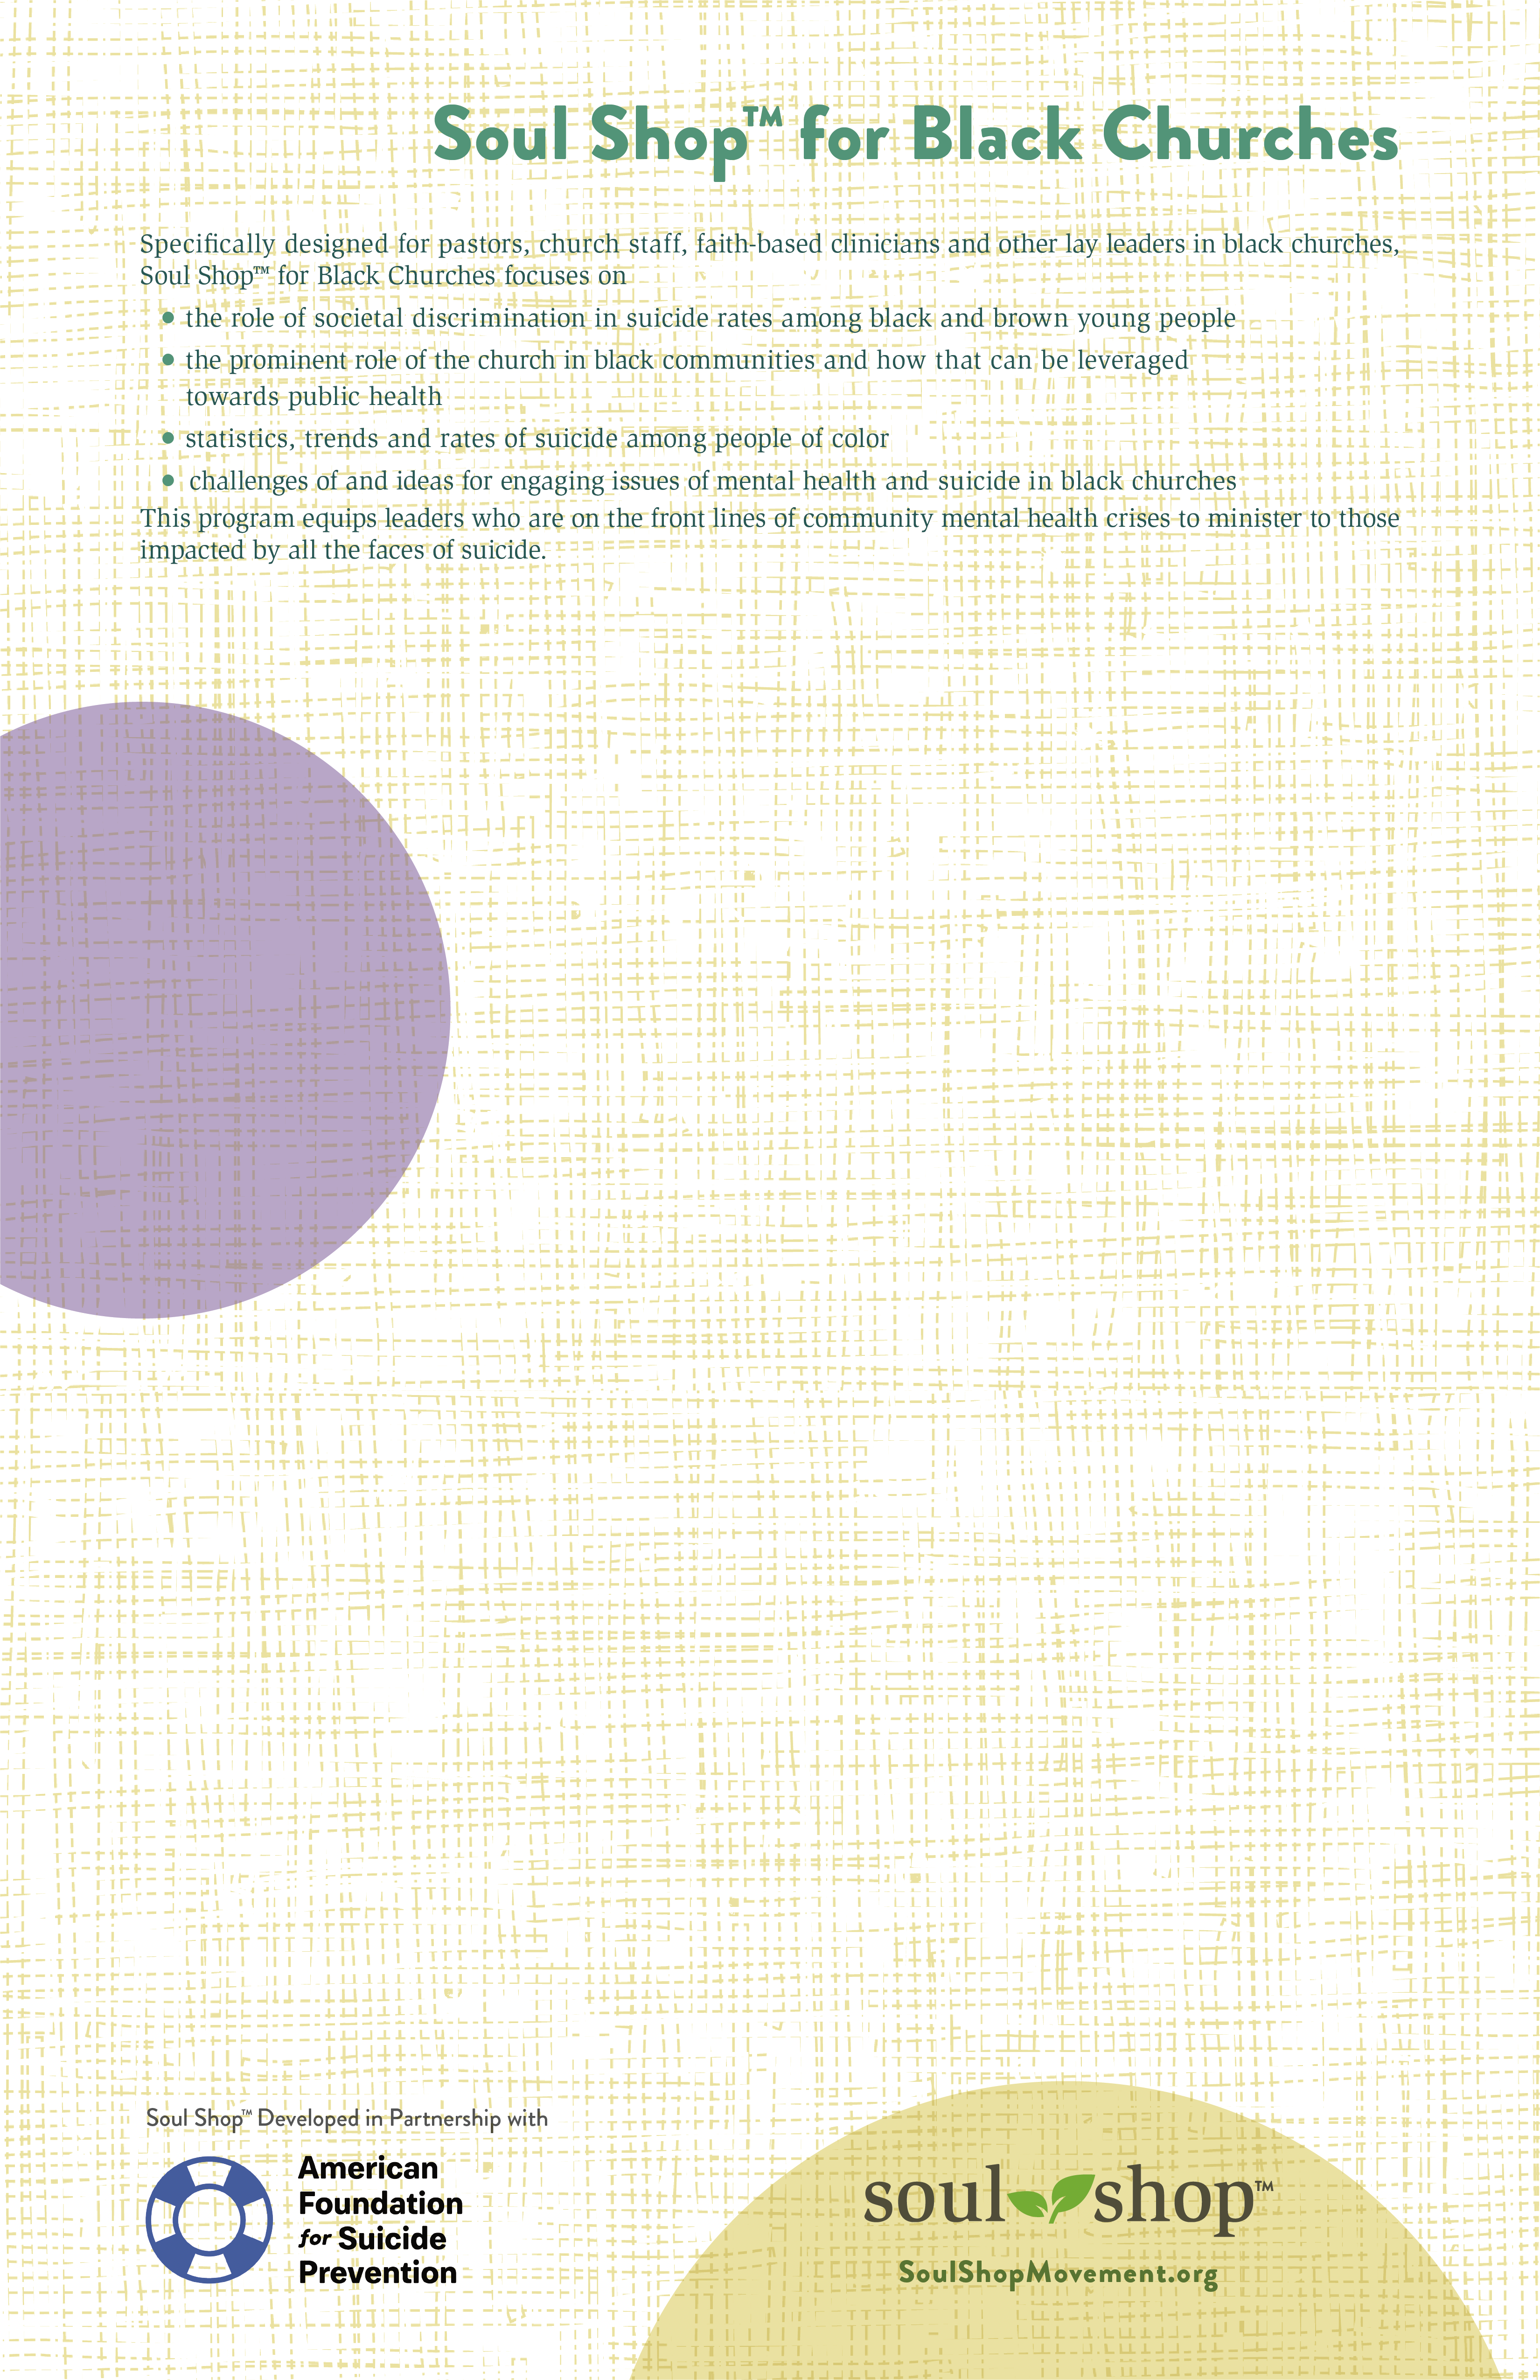 Soul Shop™ for Black Churches
Specifically designed for pastors, church staff, faith-based clinicians and other lay leaders in black churches,
Soul Shop™ for Black Churches focuses on
• the role of societal discrimination in suicide rates among black and brown young people
• the prominent role of the church in black communities and how that can be leveraged
towards public health
• statistics, trends and rates of suicide among people of color
• challenges of and ideas for engaging issues of mental health and suicide in black churches
This program equips leaders who are on the front lines of community mental health crises to minister to those
impacted by all the faces of suicide.
Soul Shop™ Developed in Partnership with
American
Foundation
for Suicide
Prevention
soul shop™
SoulShopMovement.org